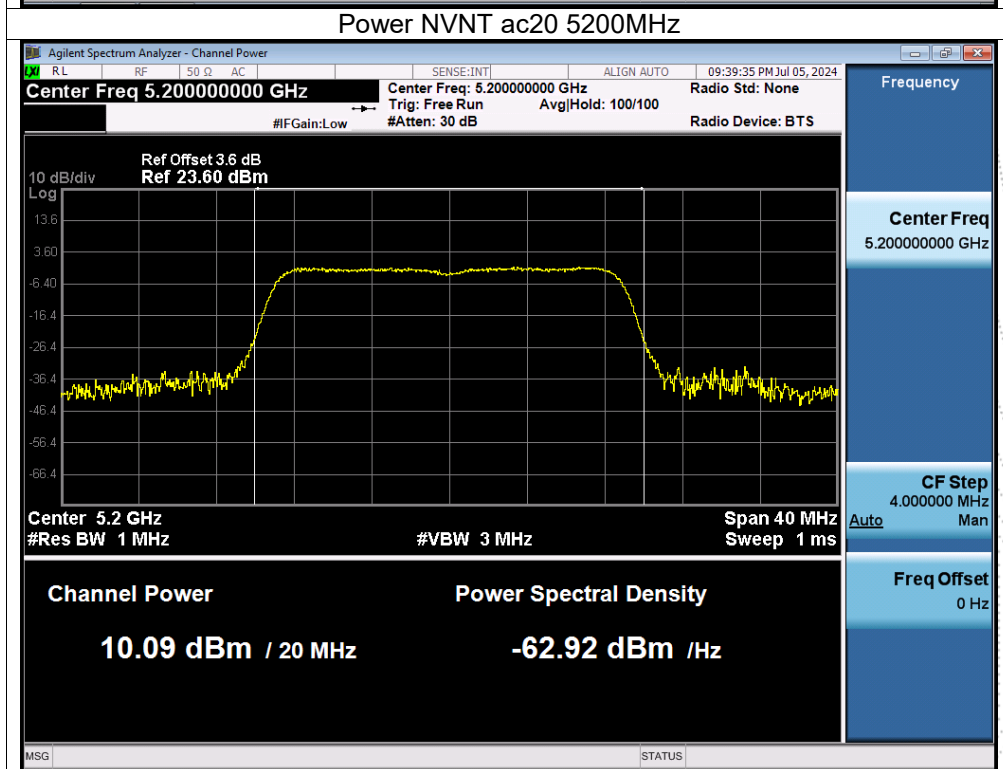 Power NVNT ac20 5200MHz
Agilent Spectrum Analyzer - Channel Power
LXI RL RF 50 Ω AC SENSE:INT ALIGN AUTO 09:39:35 PM Jul 05, 2024
Center Freq 5.200000000 GHz
Center Freq: 5.200000000 GHz
Radio Std: None
Trig: Free Run Avg|Hold: 100/100
#IFGain:Low
#Atten: 30 dB
Radio Device: BTS
Ref Offset 3.6 dB
10 dB/div Ref 23.60 dBm
Log
13.6
3.60
-6.40
-16.4
-26.4
-36.4
-46.4
-56.4
-66.4
Center 5.2 GHz Span 40 MHz
#Res BW 1 MHz #VBW 3 MHz Sweep 1 ms
Channel Power Power Spectral Density
10.09 dBm / 20 MHz -62.92 dBm /Hz
MSG STATUS
Frequency
Center Freq
5.200000000 GHz
CF Step
4.000000 MHz
Auto Man
Freq Offset
0 Hz